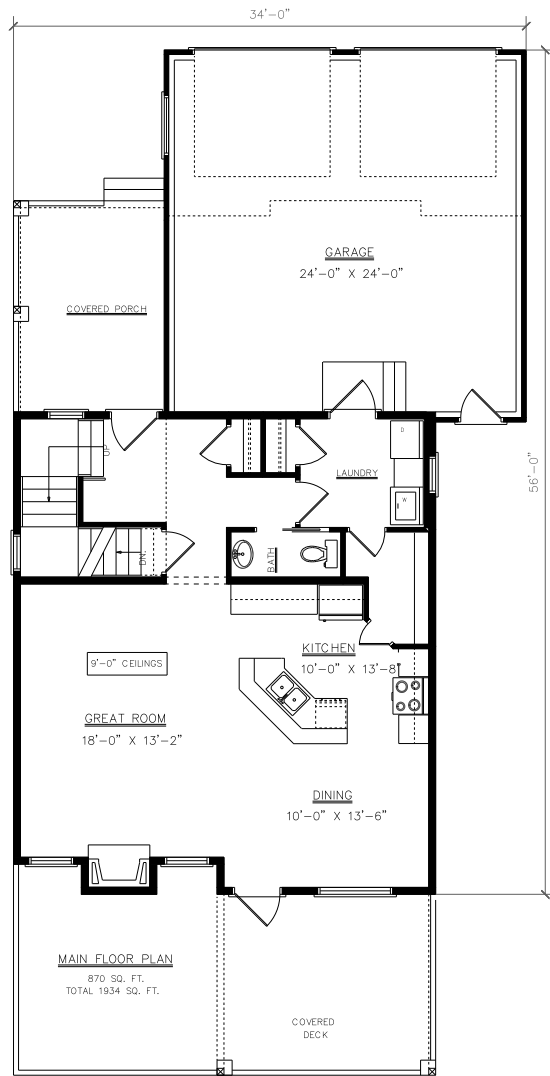 34'-0"
GARAGE
24'-0" X 24'-0"
COVERED PORCH
UP
D
LAUNDRY
56'-0"
W
DN.
BATH
KITCHEN
10'-0" X 13'-8"
9'-0" CEILINGS
GREAT ROOM
18'-0" X 13'-2"
DINING
10'-0" X 13'-6"
MAIN FLOOR PLAN
870 SQ. FT.
TOTAL 1934 SQ. FT.
COVERED
DECK